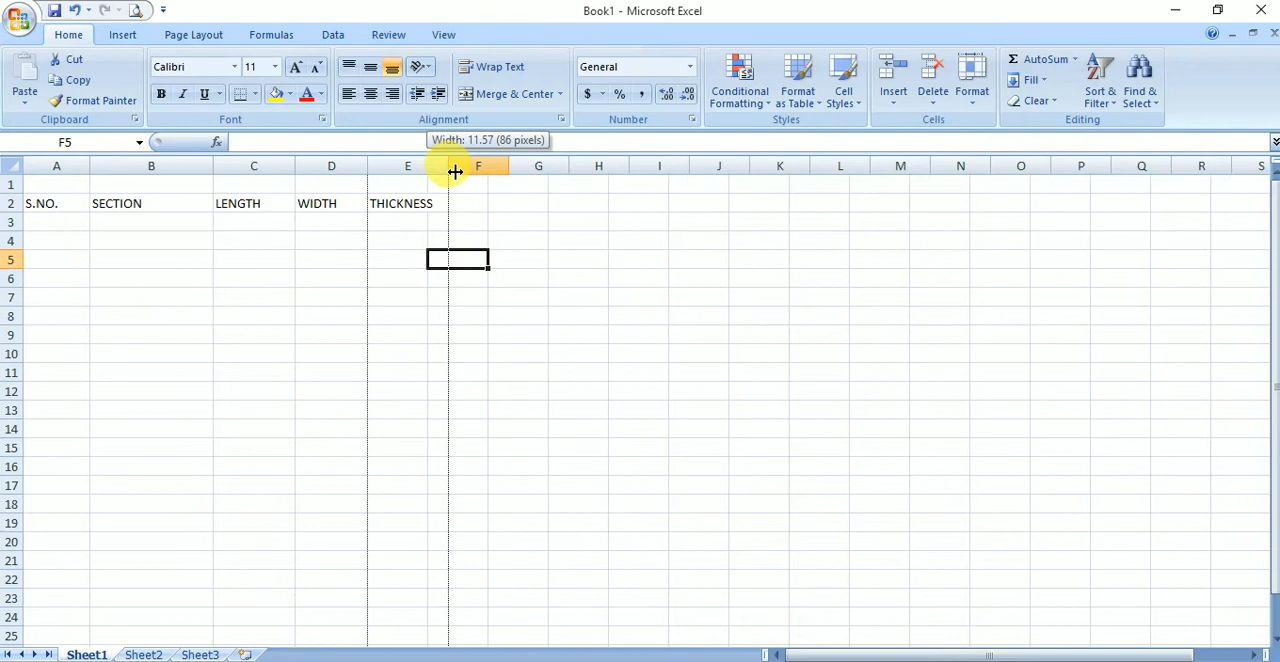 Book1 - Microsoft Excel
Home Insert Page Layout Formulas Data Review View
Paste
Cut
Copy
Format Painter
Clipboard
Calibri 11
B I U A
Font
Wrap Text
Merge & Center
Alignment
General
$ % ,
Number
Conditional Formatting
Format as Table
Cell Styles
Styles
Insert Delete Format
Cells
Σ AutoSum
Fill
Clear
Sort & Filter
Find & Select
Editing
F5 fx
Width: 11.57 (86 pixels)
A B C D E F G H I J K L M N O P Q R S
1
2 S.NO. SECTION LENGTH WIDTH THICKNESS
3
4
5
6
7
8
9
10
11
12
13
14
15
16
17
18
19
20
21
22
23
24
25
Sheet1 Sheet2 Sheet3